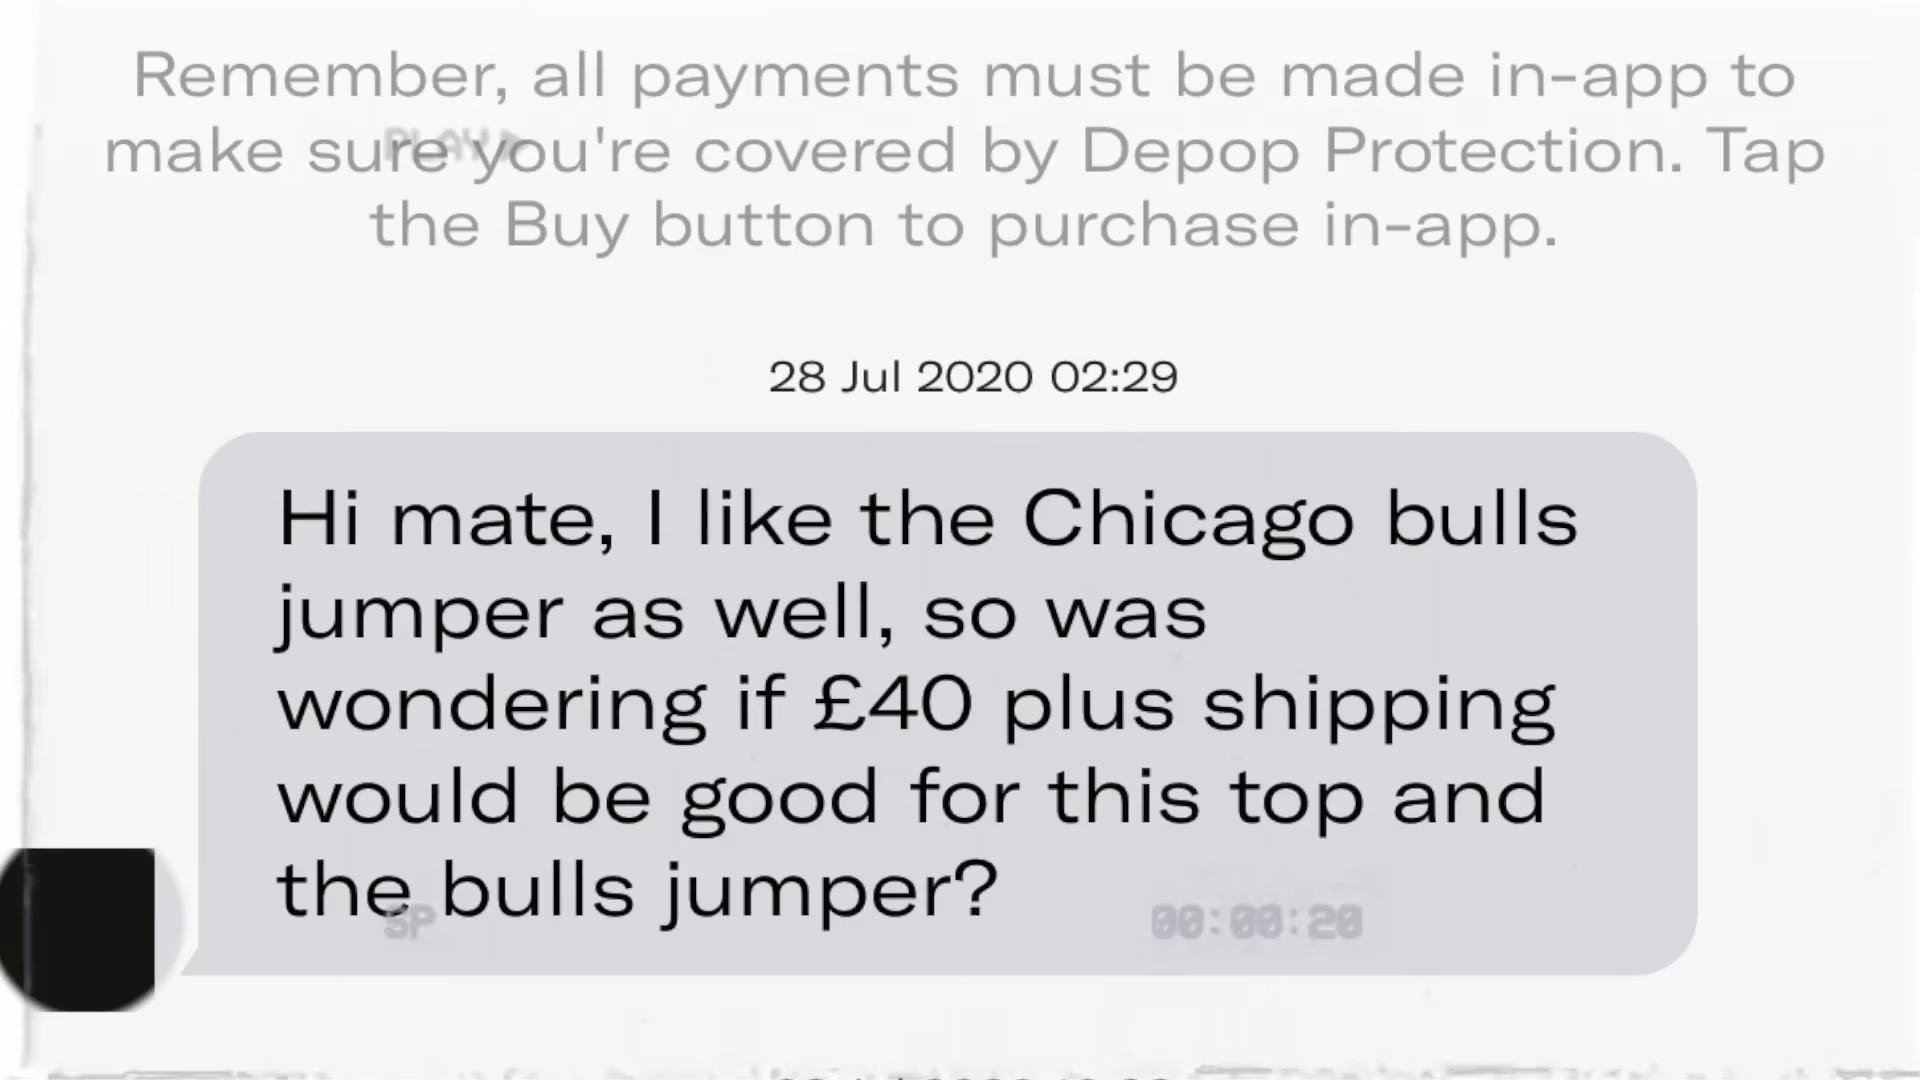 Remember, all payments must be made in-app to
PLAY
make sure you're covered by Depop Protection. Tap
the Buy button to purchase in-app.
28 Jul 2020 02:29
Hi mate, I like the Chicago bulls
jumper as well, so was
wondering if £40 plus shipping
would be good for this top and
the bulls jumper?
SP 00:00:20